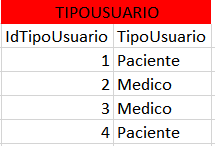 TIPOUSUARIO
IdTipoUsuario TipoUsuario
1 Paciente
2 Medico
3 Medico
4 Paciente